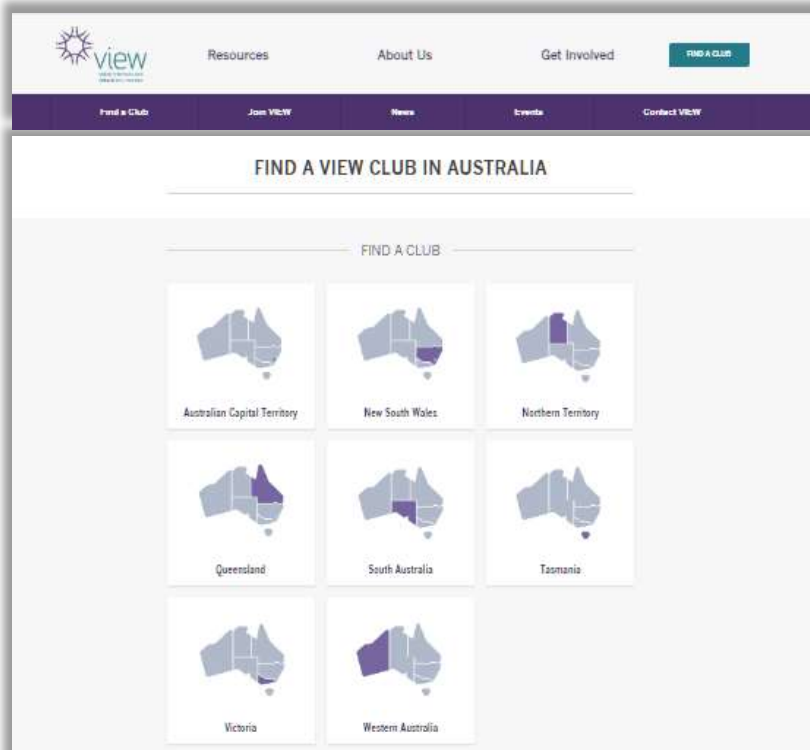 view
Resources About Us Get Involved FIND A CLUB
Find a Club Join VIEW News Events Contact VIEW
FIND A VIEW CLUB IN AUSTRALIA
FIND A CLUB
Australian Capital Territory New South Wales Northern Territory
Queensland South Australia Tasmania
Victoria Western Australia